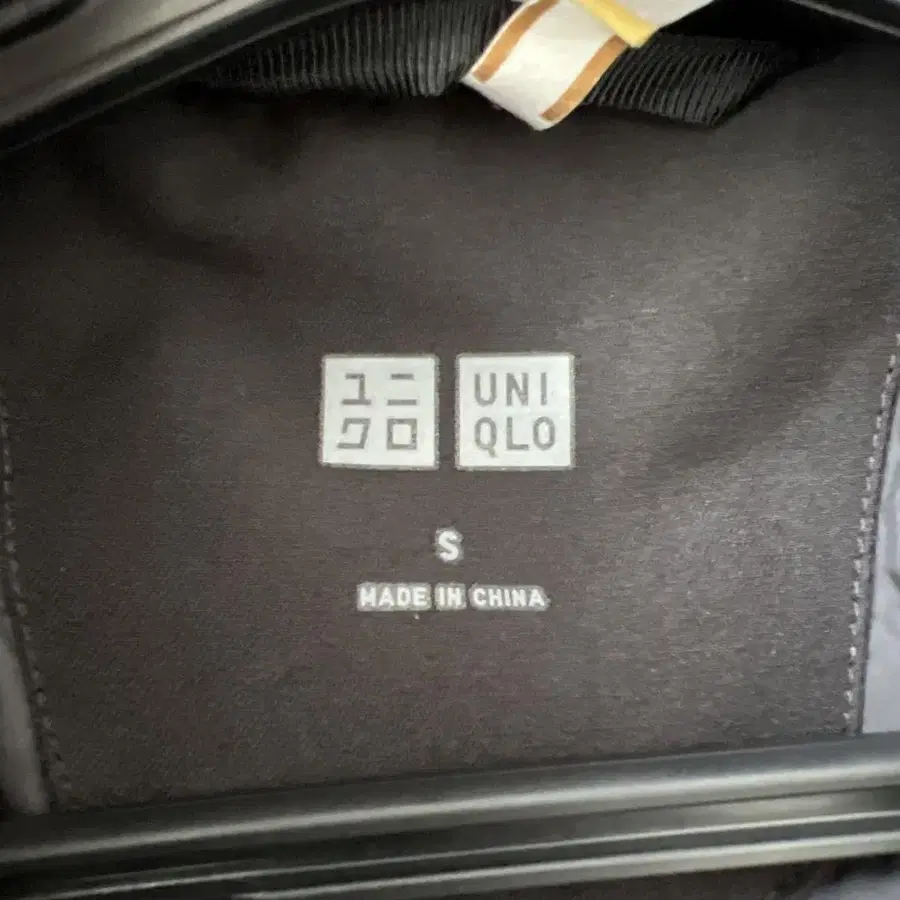 ユニ
クロ
UNI
QLO
S
MADE IN CHINA